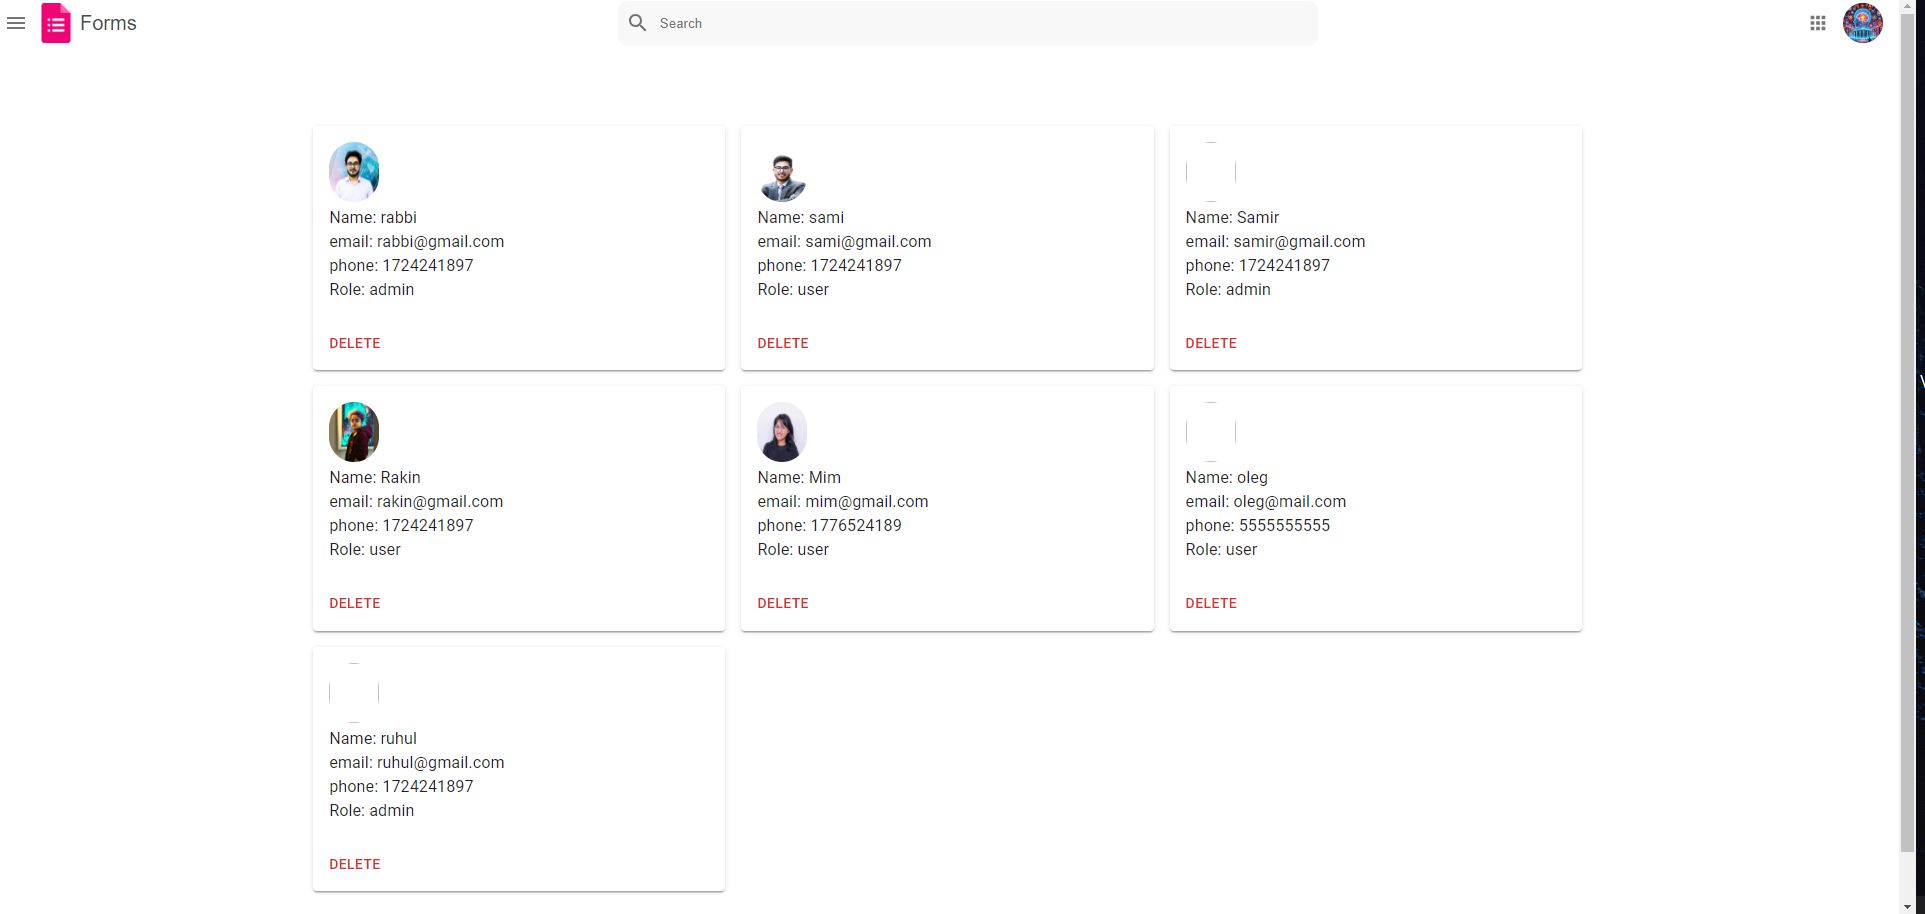 Forms
Search
Name: rabbi
email: rabbi@gmail.com
phone: 1724241897
Role: admin
DELETE
Name: sami
email: sami@gmail.com
phone: 1724241897
Role: user
DELETE
Name: Samir
email: samir@gmail.com
phone: 1724241897
Role: admin
DELETE
Name: Rakin
email: rakin@gmail.com
phone: 1724241897
Role: user
DELETE
Name: Mim
email: mim@gmail.com
phone: 1776524189
Role: user
DELETE
Name: oleg
email: oleg@mail.com
phone: 5555555555
Role: user
DELETE
Name: ruhul
email: ruhul@gmail.com
phone: 1724241897
Role: admin
DELETE